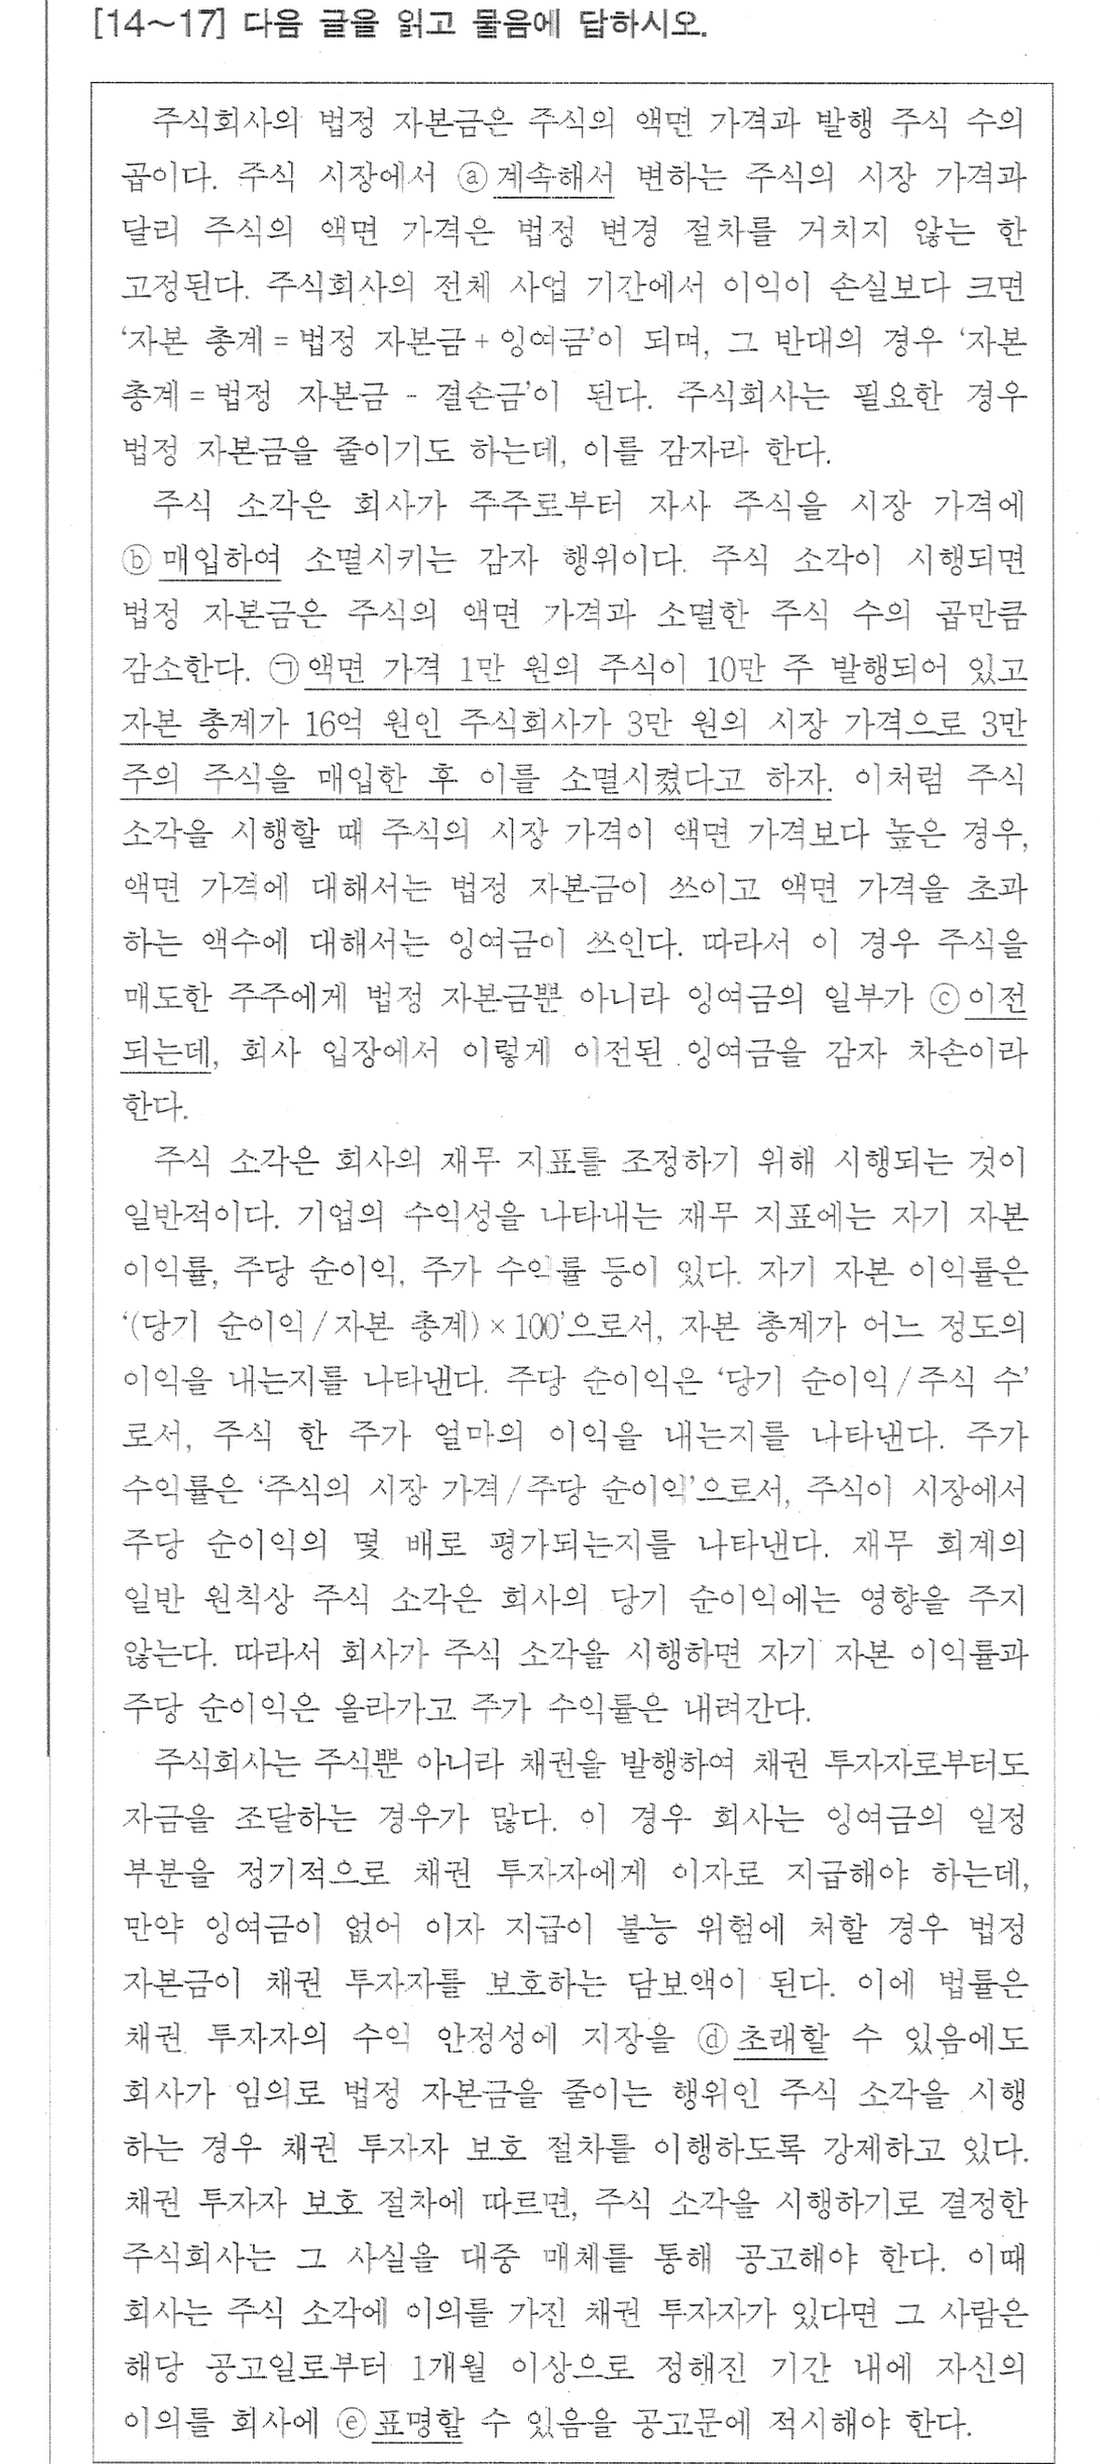 [14~17] 다음 글을 읽고 물음에 답하시오.
주식회사의 법정 자본금은 주식의 액면 가격과 발행 주식 수의
곱이다. 주식 시장에서 ⓐ계속해서 변하는 주식의 시장 가격과
달리 주식의 액면 가격은 법정 변경 절차를 거치지 않는 한
고정된다. 주식회사의 전체 사업 기간에서 이익이 손실보다 크면
‘자본 총계 = 법정 자본금 + 잉여금’이 되며, 그 반대의 경우 ‘자본
총계 = 법정 자본금 - 결손금’이 된다. 주식회사는 필요한 경우
법정 자본금을 줄이기도 하는데, 이를 감자라 한다.
주식 소각은 회사가 주주로부터 자사 주식을 시장 가격에
ⓑ매입하여 소멸시키는 감자 행위이다. 주식 소각이 시행되면
법정 자본금은 주식의 액면 가격과 소멸한 주식 수의 곱만큼
감소한다. ㉠액면 가격 1만 원의 주식이 10만 주 발행되어 있고
자본 총계가 16억 원인 주식회사가 3만 원의 시장 가격으로 3만
주의 주식을 매입한 후 이를 소멸시켰다고 하자. 이처럼 주식
소각을 시행할 때 주식의 시장 가격이 액면 가격보다 높은 경우,
액면 가격에 대해서는 법정 자본금이 쓰이고 액면 가격을 초과
하는 액수에 대해서는 잉여금이 쓰인다. 따라서 이 경우 주식을
매도한 주주에게 법정 자본금뿐 아니라 잉여금의 일부가 ⓒ이전
되는데, 회사 입장에서 이렇게 이전된 잉여금을 감자 차손이라
한다.
주식 소각은 회사의 재무 지표를 조정하기 위해 시행되는 것이
일반적이다. 기업의 수익성을 나타내는 재무 지표에는 자기 자본
이익률, 주당 순이익, 주가 수익률 등이 있다. 자기 자본 이익률은
‘(당기 순이익 / 자본 총계) × 100’으로서, 자본 총계가 어느 정도의
이익을 내는지를 나타낸다. 주당 순이익은 ‘당기 순이익 / 주식 수’
로서, 주식 한 주가 얼마의 이익을 내는지를 나타낸다. 주가
수익률은 ‘주식의 시장 가격 / 주당 순이익’으로서, 주식이 시장에서
주당 순이익의 몇 배로 평가되는지를 나타낸다. 재무 회계의
일반 원칙상 주식 소각은 회사의 당기 순이익에는 영향을 주지
않는다. 따라서 회사가 주식 소각을 시행하면 자기 자본 이익률과
주당 순이익은 올라가고 주가 수익률은 내려간다.
주식회사는 주식뿐 아니라 채권을 발행하여 채권 투자자로부터도
자금을 조달하는 경우가 많다. 이 경우 회사는 잉여금의 일정
부분을 정기적으로 채권 투자자에게 이자로 지급해야 하는데,
만약 잉여금이 없어 이자 지급이 불능 위험에 처할 경우 법정
자본금이 채권 투자자를 보호하는 담보액이 된다. 이에 법률은
채권 투자자의 수익 안정성에 지장을 ⓓ초래할 수 있음에도
회사가 임의로 법정 자본금을 줄이는 행위인 주식 소각을 시행
하는 경우 채권 투자자 보호 절차를 이행하도록 강제하고 있다.
채권 투자자 보호 절차에 따르면, 주식 소각을 시행하기로 결정한
주식회사는 그 사실을 대중 매체를 통해 공고해야 한다. 이때
회사는 주식 소각에 이의를 가진 채권 투자자가 있다면 그 사람은
해당 공고일로부터 1개월 이상으로 정해진 기간 내에 자신의
이의를 회사에 ⓔ표명할 수 있음을 공고문에 적시해야 한다.